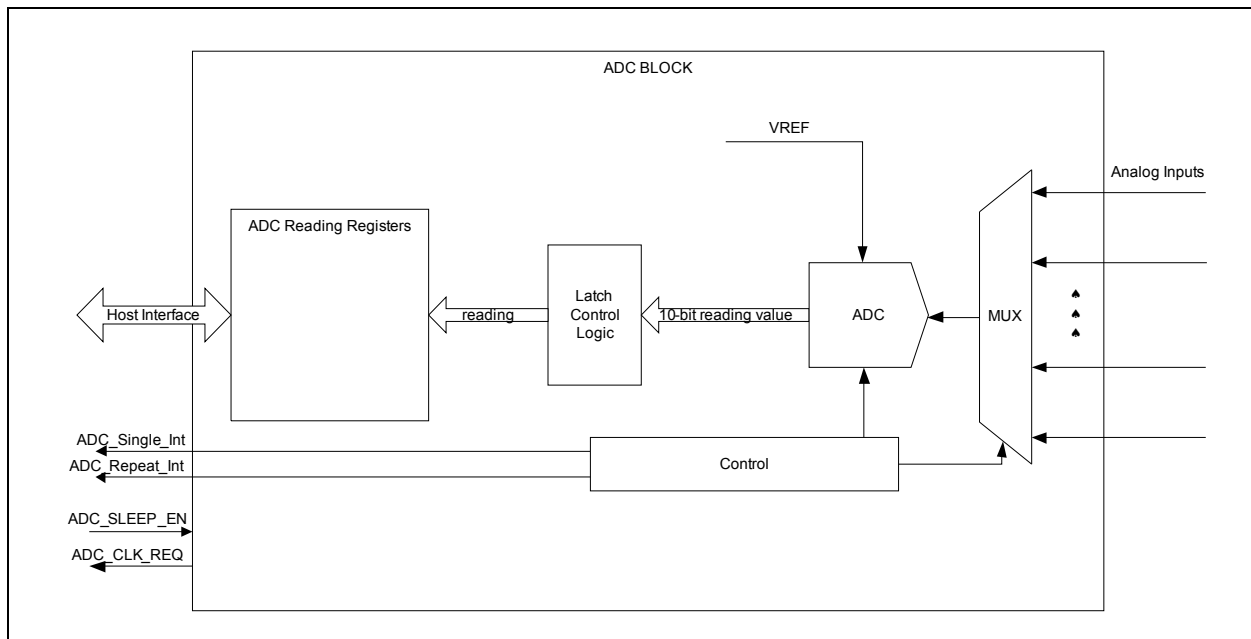 ADC BLOCK
VREF
Analog Inputs
ADC Reading Registers
Host Interface
reading
Latch
Control
Logic
10-bit reading value
ADC
MUX
ADC_Single_Int
ADC_Repeat_Int
Control
ADC_SLEEP_EN
ADC_CLK_REQ